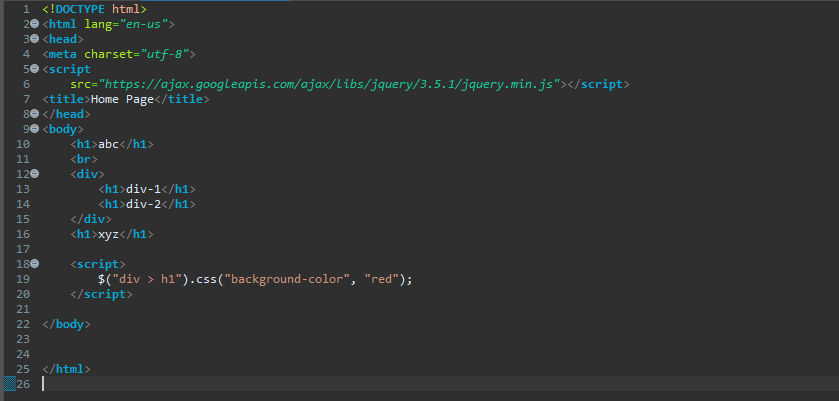 1 <!DOCTYPE html>
2 <html lang="en-us">
3 <head>
4 <meta charset="utf-8">
5 <script
6     src="https://ajax.googleapis.com/ajax/libs/jquery/3.5.1/jquery.min.js"></script>
7 <title>Home Page</title>
8 </head>
9 <body>
10     <h1>abc</h1>
11     <br>
12     <div>
13         <h1>div-1</h1>
14         <h1>div-2</h1>
15     </div>
16     <h1>xyz</h1>
17
18     <script>
19         $("div > h1").css("background-color", "red");
20     </script>
21
22 </body>
23
24
25 </html>
26